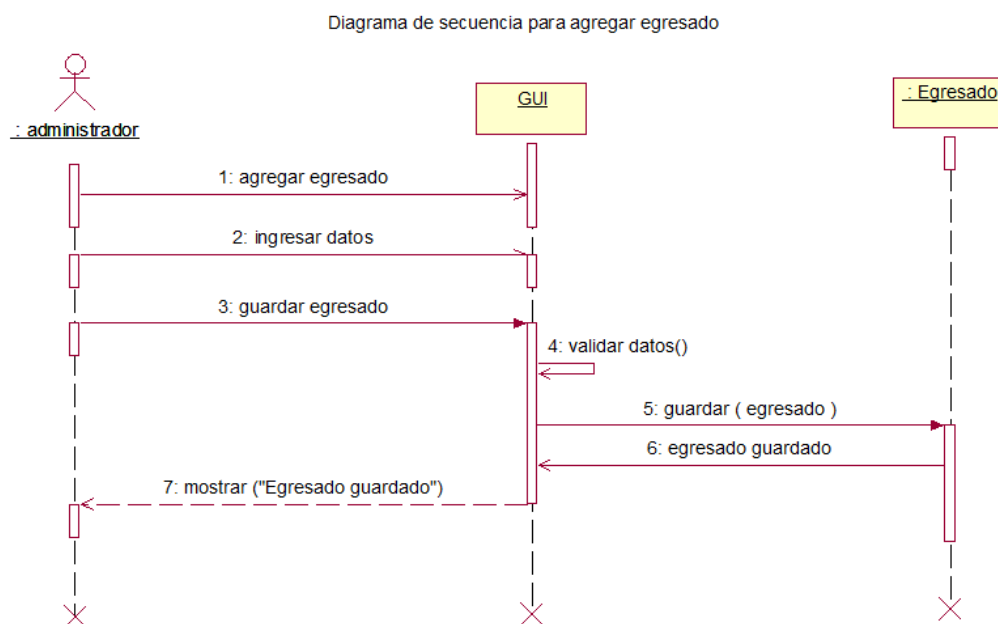 Diagrama de secuencia para agregar egresado
: administrador
GUI
: Egresado
1: agregar egresado
2: ingresar datos
3: guardar egresado
4: validar datos()
5: guardar ( egresado )
6: egresado guardado
7: mostrar ("Egresado guardado")